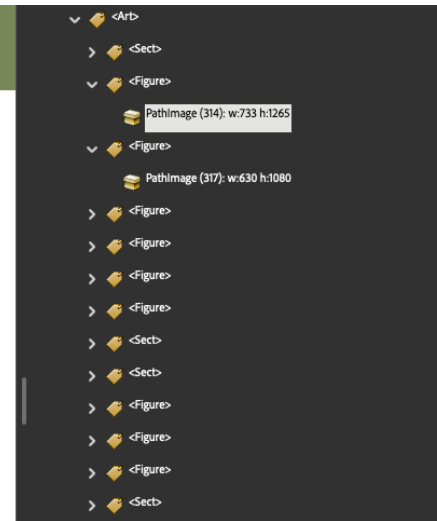 <Art>
<Sect>
<Figure>
PathImage (314): w:733 h:1265
<Figure>
PathImage (317): w:630 h:1080
<Figure>
<Figure>
<Figure>
<Figure>
<Sect>
<Sect>
<Figure>
<Figure>
<Figure>
<Sect>